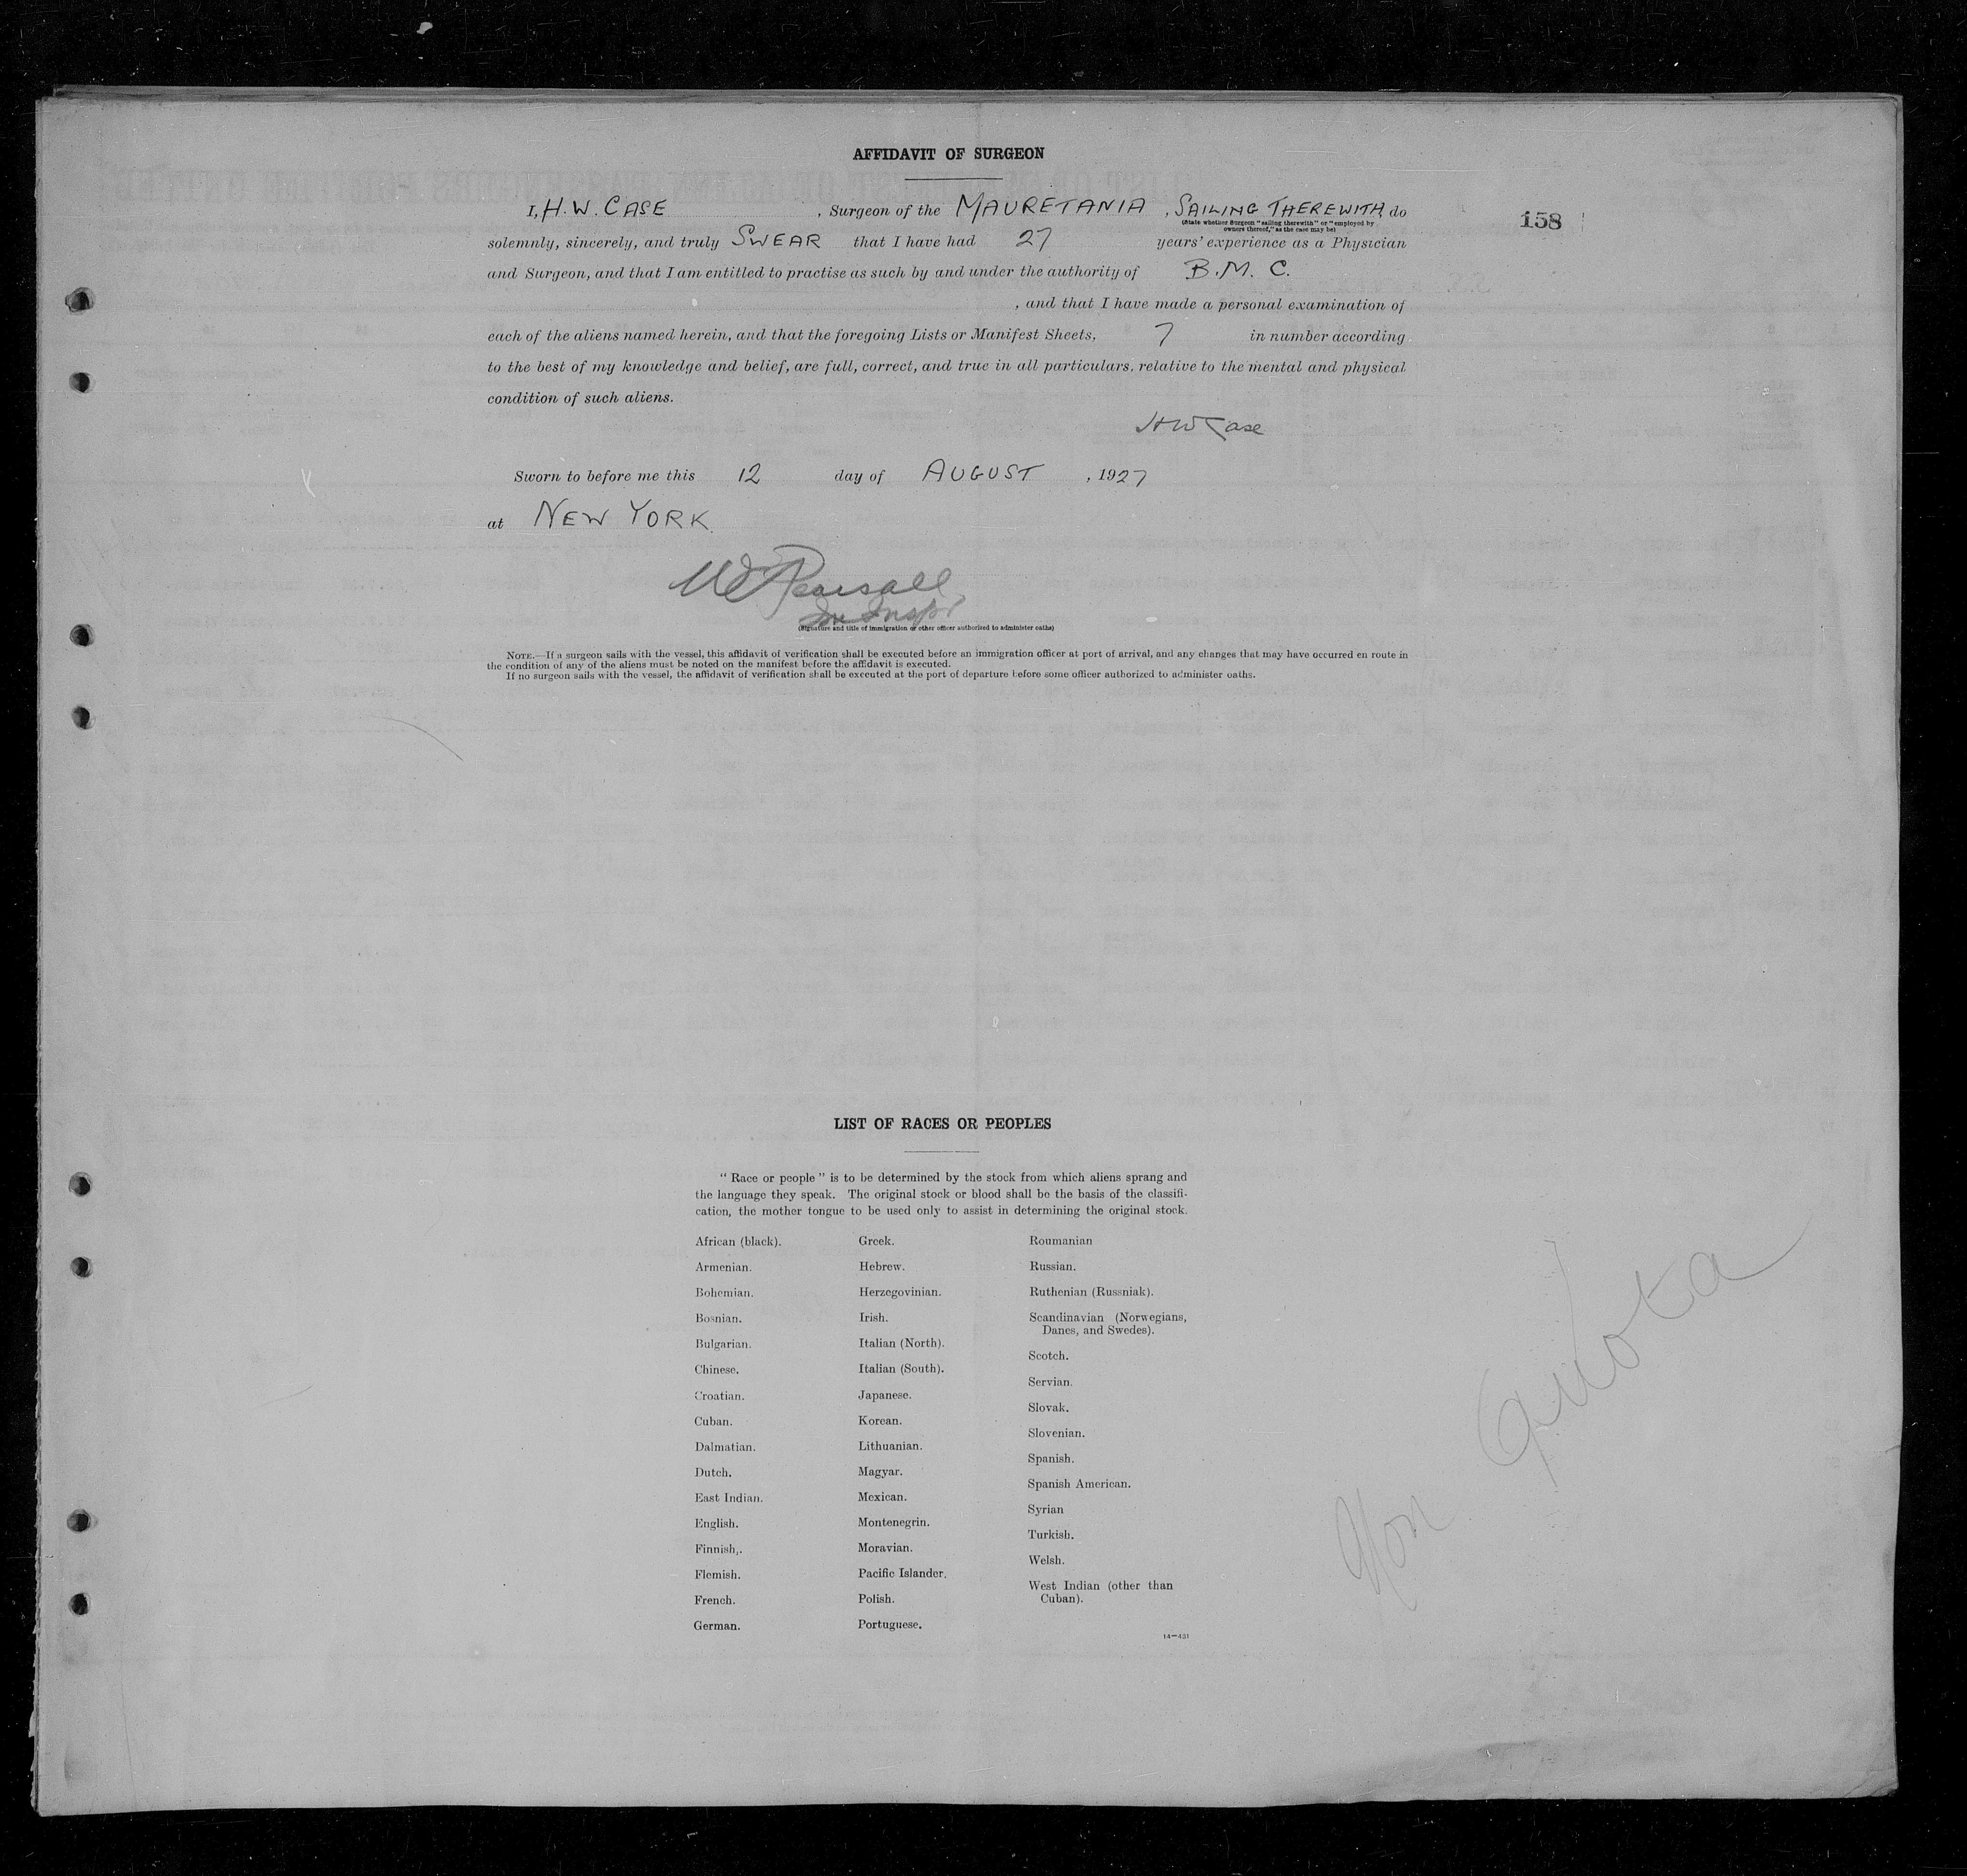 AFFIDAVIT OF SURGEON
158
I, H. W. CASE , Surgeon of the MAURETANIA , SAILING THEREWITH, do
(State whether Surgeon "sailing therewith" or "employed by
owners thereof," as the case may be)
solemnly, sincerely, and truly SWEAR that I have had 27 years' experience as a Physician
and Surgeon, and that I am entitled to practise as such by and under the authority of B. M. C.
, and that I have made a personal examination of
each of the aliens named herein, and that the foregoing Lists or Manifest Sheets, 7 in number according
to the best of my knowledge and belief, are full, correct, and true in all particulars, relative to the mental and physical
condition of such aliens.
HW Case
Sworn to before me this 12 day of AUGUST , 1927
at NEW YORK.
Pearsall
Im Inspr
(Signature and title of immigration or other officer authorized to administer oaths)
NOTE.—If a surgeon sails with the vessel, this affidavit of verification shall be executed before an immigration officer at port of arrival, and any changes that may have occurred en route in
the condition of any of the aliens must be noted on the manifest before the affidavit is executed.
If no surgeon sails with the vessel, the affidavit of verification shall be executed at the port of departure before some officer authorized to administer oaths.
LIST OF RACES OR PEOPLES
" Race or people " is to be determined by the stock from which aliens sprang and
the language they speak. The original stock or blood shall be the basis of the classifi-
cation, the mother tongue to be used only to assist in determining the original stock.
African (black).
Armenian.
Bohemian.
Bosnian.
Bulgarian.
Chinese.
Croatian.
Cuban.
Dalmatian.
Dutch.
East Indian.
English.
Finnish.
Flemish.
French.
German.
Greek.
Hebrew.
Herzegovinian.
Irish.
Italian (North).
Italian (South).
Japanese.
Korean.
Lithuanian.
Magyar.
Mexican.
Montenegrin.
Moravian.
Pacific Islander.
Polish.
Portuguese.
Roumanian
Russian.
Ruthenian (Russniak).
Scandinavian (Norwegians,
Danes, and Swedes).
Scotch.
Servian.
Slovak.
Slovenian.
Spanish.
Spanish American.
Syrian
Turkish.
Welsh.
West Indian (other than
Cuban).
14—431
Non Quota